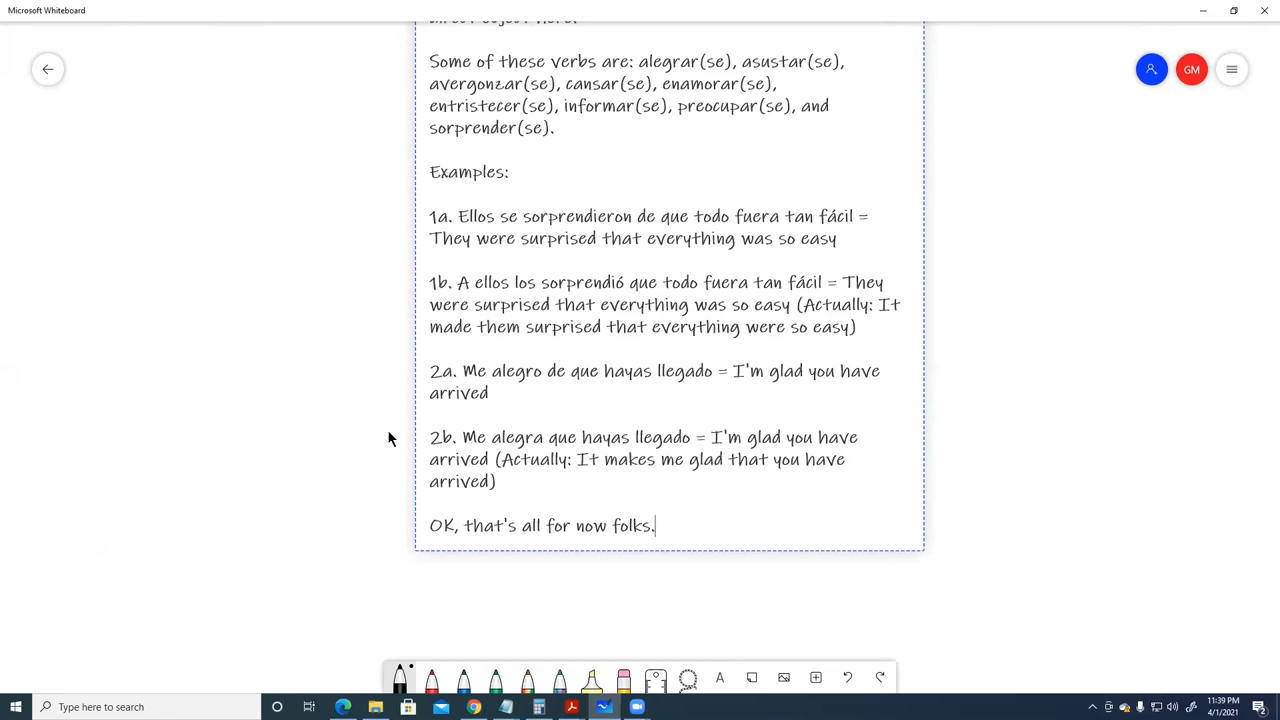 Microsoft Whiteboard
Some of these verbs are: alegrar(se), asustar(se),
avergonzar(se), cansar(se), enamorar(se),
entristecer(se), informar(se), preocupar(se), and
sorprender(se).
GM
Examples:
1a. Ellos se sorprendieron de que todo fuera tan fácil =
They were surprised that everything was so easy
1b. A ellos los sorprendió que todo fuera tan fácil = They
were surprised that everything was so easy (Actually: It
made them surprised that everything were so easy)
2a. Me alegro de que hayas llegado = I'm glad you have
arrived
2b. Me alegra que hayas llegado = I'm glad you have
arrived (Actually: It makes me glad that you have
arrived)
OK, that's all for now folks.
A
Type here to search
11:39 PM
4/1/2021
2